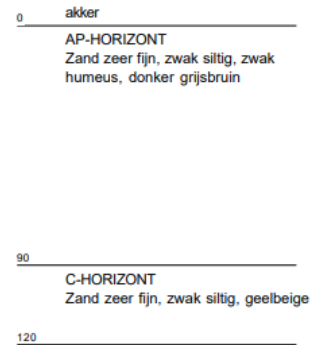 0 akker
AP-HORIZONT
Zand zeer fijn, zwak siltig, zwak
humeus, donker grijsbruin
90
C-HORIZONT
Zand zeer fijn, zwak siltig, geelbeige
120